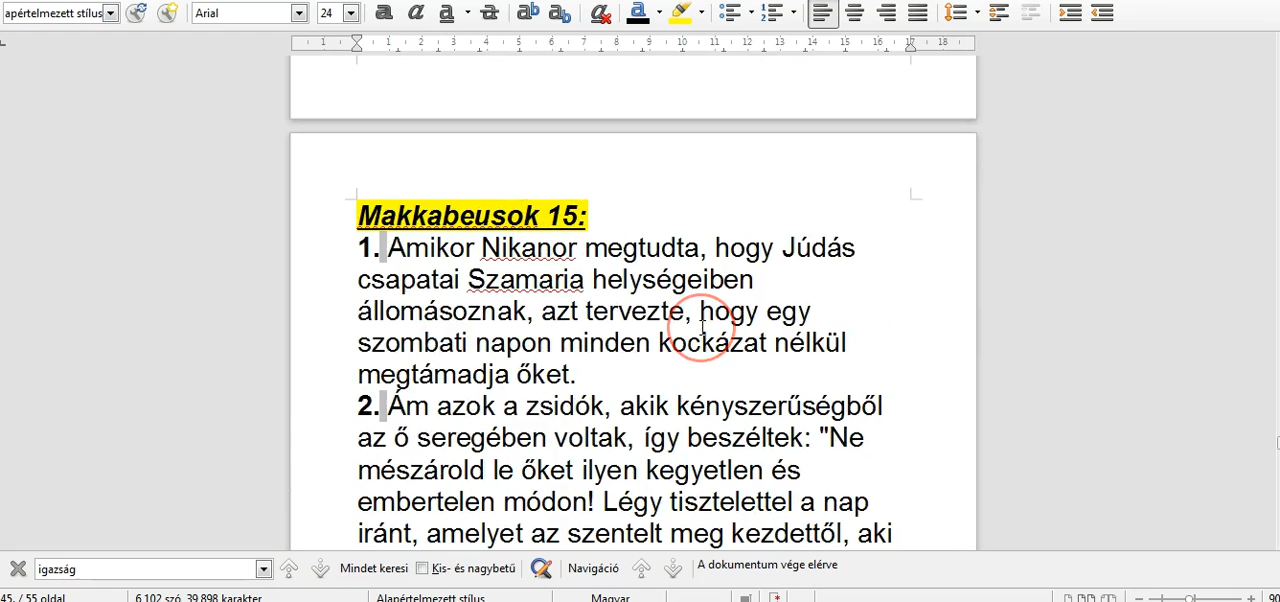 apértelmezett stílus Arial 24
1 1 2 3 4 5 6 7 8 9 10 11 12 13 14 15 16 17 18
Makkabeusok 15:
1. Amikor Nikanor megtudta, hogy Júdás
csapatai Szamaria helységeiben
állomásoznak, azt tervezte, hogy egy
szombati napon minden kockázat nélkül
megtámadja őket.
2. Ám azok a zsidók, akik kényszerűségből
az ő seregében voltak, így beszéltek: "Ne
mészárold le őket ilyen kegyetlen és
embertelen módon! Légy tisztelettel a nap
iránt, amelyet az szentelt meg kezdettől, aki
igazság Mindet keresi Kis- és nagybetű Navigáció A dokumentum vége elérve
45. / 55 oldal 6 102 szó, 39 898 karakter Alapértelmezett stílus Magyar 90